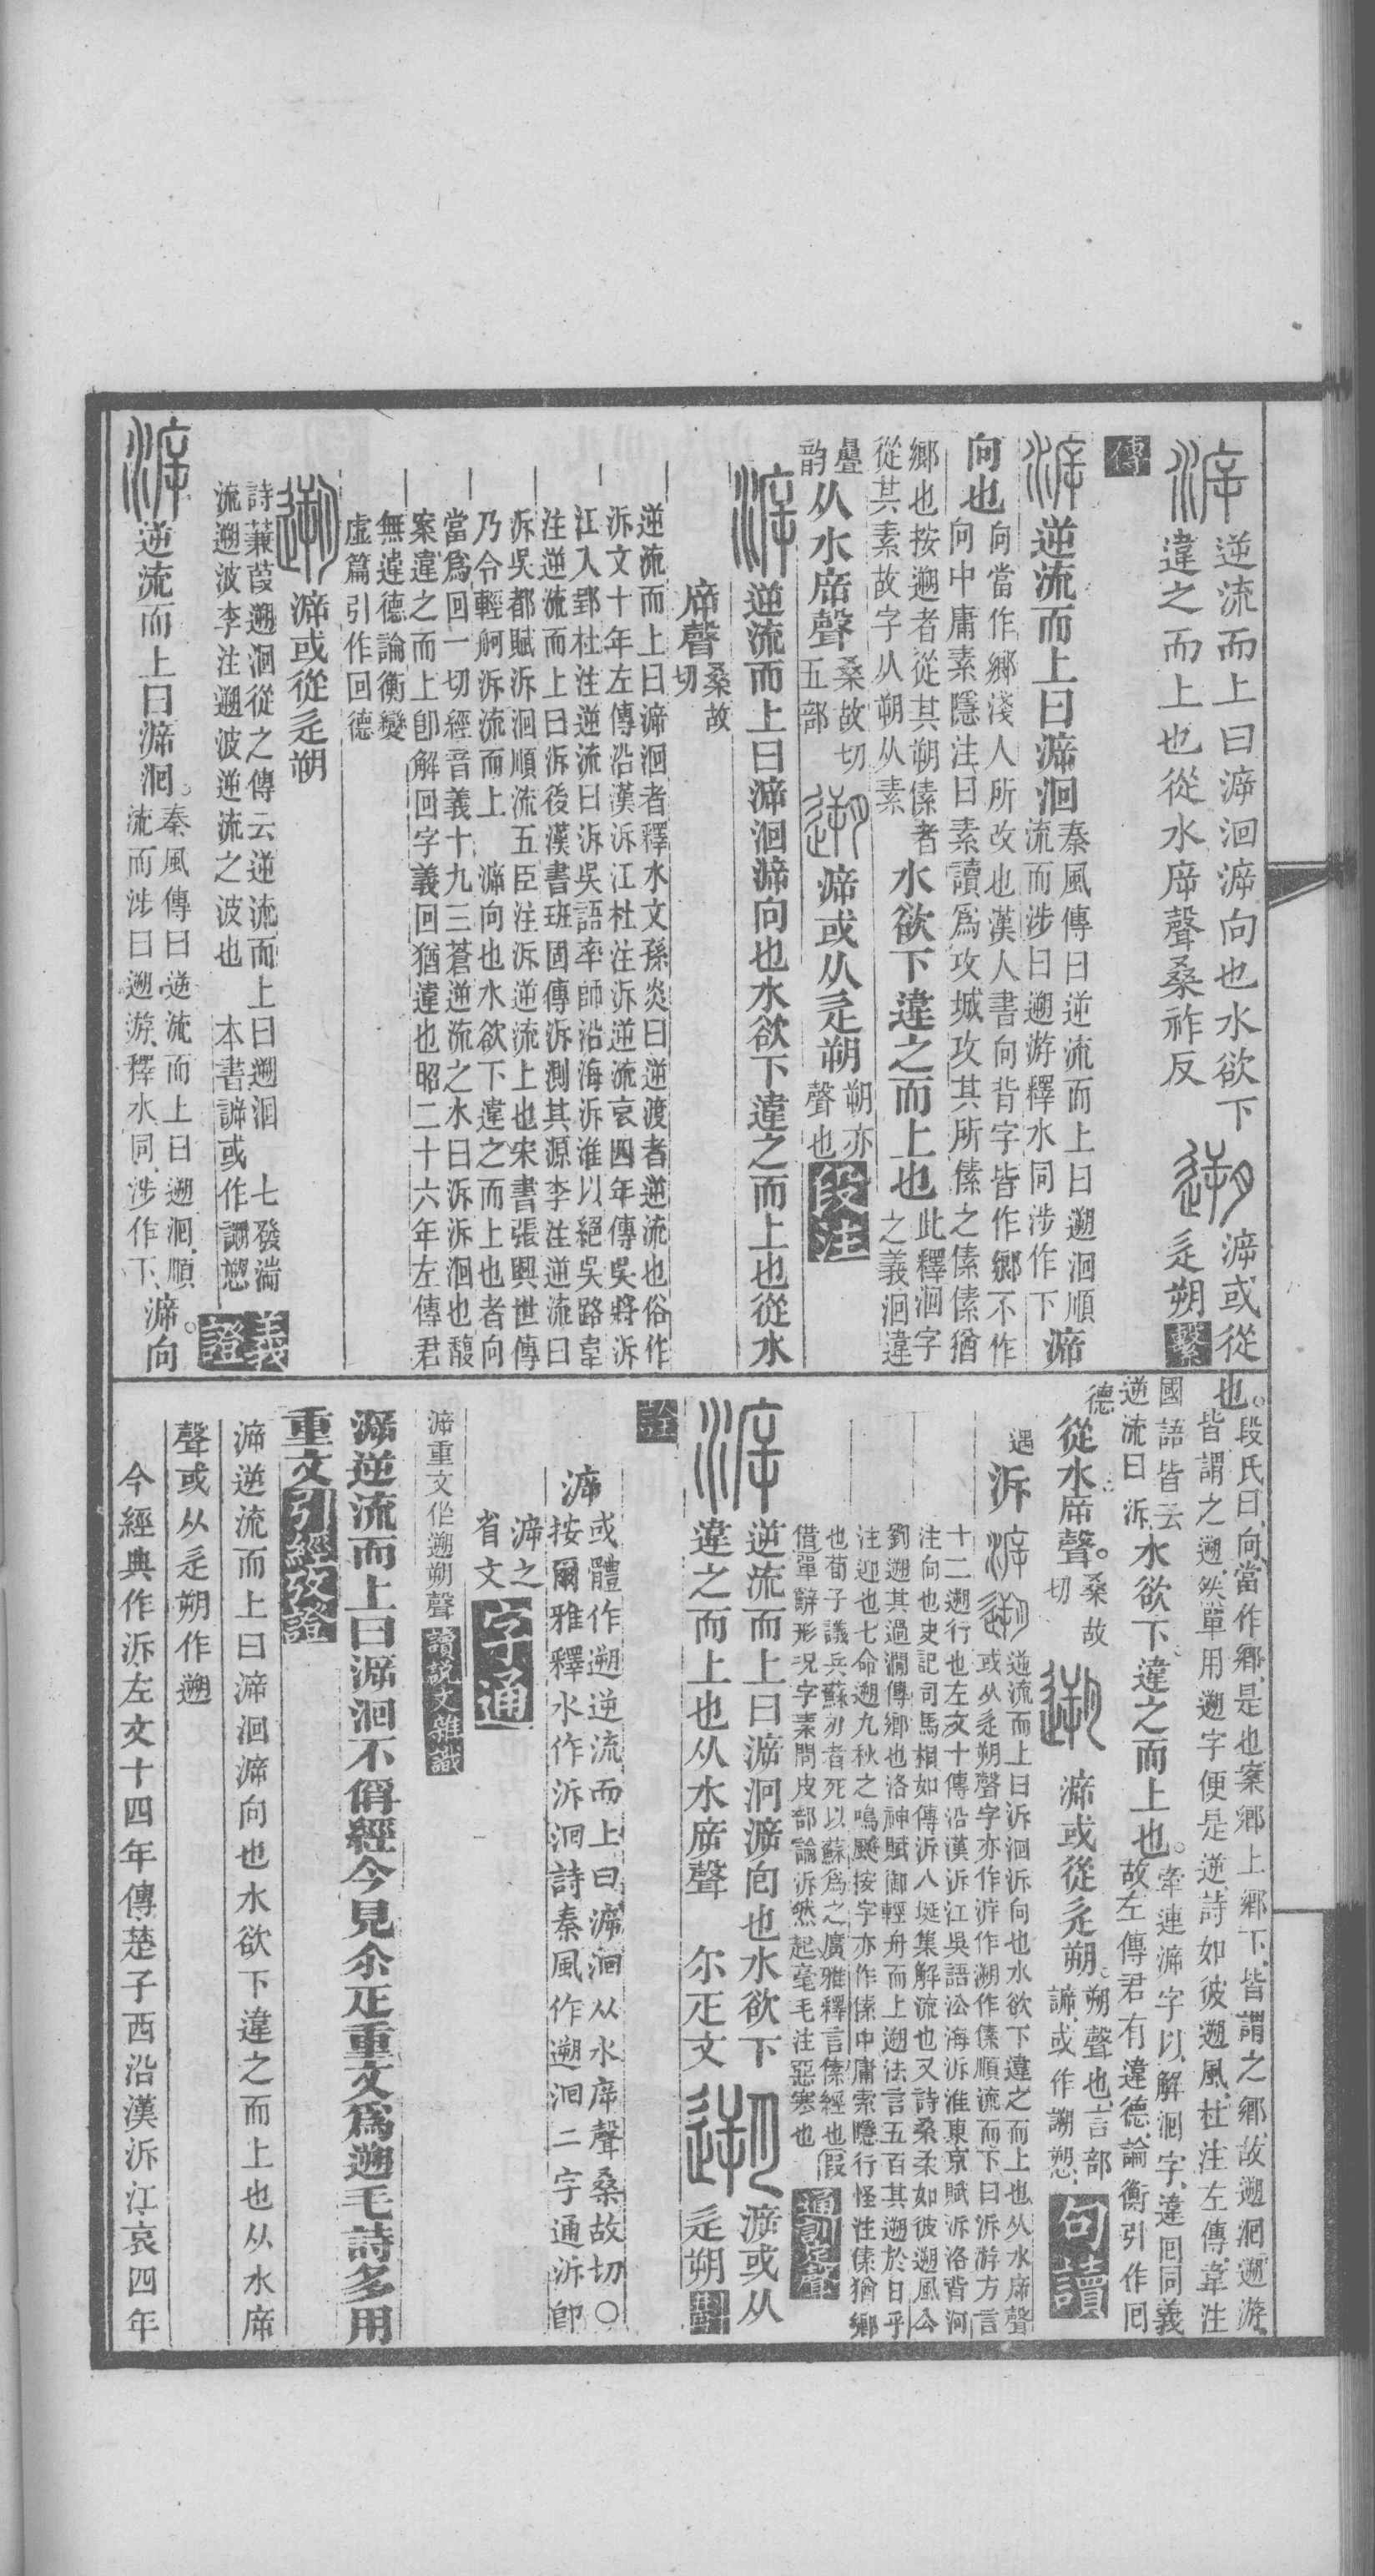 逆流而上曰㴑洄㴑向也水欲下
違之而上也從水㡿聲桑祚反
㴑或從
辵朔
繫
傳
逆流而上曰㴑洄
秦風傳曰逆流而上曰遡洄順
流而涉曰遡游釋水同涉作下
㴑
向也
向當作鄉淺人所改也漢人書向背字皆作鄉不作
向中庸素隱注曰素讀爲攻城攻其所傃之傃傃猶
鄉也按遡者從其朔傃者
從其素故字从朔从素
水欲下違之而上也
此釋洄字
之義洄違
疊
韵
从水㡿聲
桑故切
五部
㴑或从辵朔
朔亦
聲也
段注
逆流而上曰㴑洄㴑向也水欲下違之而上也從水
㡿聲
桑故
切
逆流而上曰㴑洄者釋水文孫炎曰逆渡者逆流也俗作
泝文十年左傳沿漢泝江杜注泝逆流哀四年傳吳將泝
江入郢杜注逆流曰泝吳語率師沿海泝淮以絕吳路韋
注逆流而上曰泝後漢書班固傳泝測其源李注逆流曰
泝吳都賦泝洄順流五臣注泝逆流上也宋書張興世傳
乃令輕舸泝流而上 㴑向也水欲下違之而上也者向
當爲回一切經音義十九三蒼逆流之水曰泝泝洄也馥
案違之而上卽解回字義回猶違也昭二十六年左傳君
無違德論衡變
虛篇引作回德
㴑或從辵朔
詩蒹葭遡洄從之傳云逆流而上曰遡洄 七發湍
流遡波李注遡波逆流之波也 本書諦或作謝愬
義
證
逆流而上曰㴑洄。
秦風傳曰逆流而上曰遡洄、順
流而涉曰遡游、釋水同、涉作下、
㴑向
也。
段氏曰、向、當作鄉、是也、案鄉上鄉下、皆謂之鄉、故遡洄遡游、
皆謂之遡、然單用遡字、便是逆、詩如彼遡風、杜注左傳、韋注
國語皆云
逆流曰泝、
水欲下、違之而上也。
牽連㴑字、以解洄字、違囘同義、
故左傳君有違德、論衡引作囘
德
從水㡿聲。
桑故
切
㴑或從辵朔。
朔聲也、言部
諦、或作謝愬、
句讀
遇
泝
逆流而上曰泝洄泝向也水欲下違之而上也从水㡿聲
或从辵朔聲字亦作㴑作溯作傃順流而下曰泝游方言
十二遡行也左文十傳沿漢泝江吳語沿海泝淮東京賦泝洛背河
注向也史記司馬相如傳泝八埏集解流也又詩桑柔如彼遡風公
劉遡其過澗傳鄉也洛神賦御輕舟而上遡法言五百其遡於日乎
注迎也七命遡九秋之鳴飇按字亦作傃中庸索隱行怪注傃猶鄉
也荀子議兵蘇刃者死以蘇爲之廣雅釋言傃經也 假
借單辭形况字素問皮部論泝然起毫毛注惡寒也
通訓定聲
逆流而上曰㴑洄㴑向也水欲下
違之而上也从水㡿聲 尒疋文
㴑或从
辵朔
證
㴑
或體作遡逆流而上曰㴑洄从水㡿聲桑故切〇
按爾雅釋水作泝洄詩秦風作遡洄二字通泝卽
㴑之
省文
字通
㴑重文作遡朔聲
讀說文雜識
㴑逆流而上曰㴑洄不偁經今見尒疋重文爲遡毛詩多用
重文
引經攷證
㴑逆流而上曰㴑洄㴑向也水欲下違之而上也从水㡿
聲或从辵朔作遡
今經典作泝左文十四年傳楚子西沿漢泝江哀四年